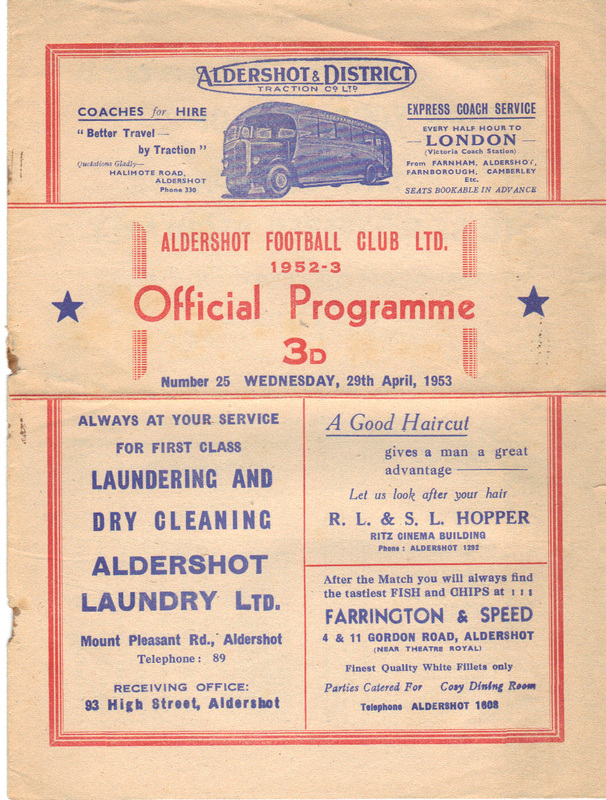 ALDERSHOT & DISTRICT
TRACTION CO LTD
COACHES for HIRE
"Better Travel—
by Traction"
Quotations Gladly—
HALIMOTE ROAD,
ALDERSHOT
Phone 330
EXPRESS COACH SERVICE
EVERY HALF HOUR TO
— LONDON —
(Victoria Coach Station)
From FARNHAM, ALDERSHOT,
FARNBOROUGH, CAMBERLEY
Etc.
SEATS BOOKABLE IN ADVANCE
ALDERSHOT FOOTBALL CLUB LTD.
1952-3
Official Programme
3D
Number 25 WEDNESDAY, 29th April, 1953
ALWAYS AT YOUR SERVICE
FOR FIRST CLASS
LAUNDERING AND
DRY CLEANING
ALDERSHOT
LAUNDRY LTD.
Mount Pleasant Rd., Aldershot
Telephone: 89
RECEIVING OFFICE:
93 High Street, Aldershot
A Good Haircut
gives a man a great
advantage ———
Let us look after your hair
R. L. & S. L. HOPPER
RITZ CINEMA BUILDING
Phone: ALDERSHOT 1292
After the Match you will always find
the tastiest FISH and CHIPS at : : :
FARRINGTON & SPEED
4 & 11 GORDON ROAD, ALDERSHOT
(NEAR THEATRE ROYAL)
Finest Quality White Fillets only
Parties Catered For Cosy Dining Room
Telephone ALDERSHOT 1608